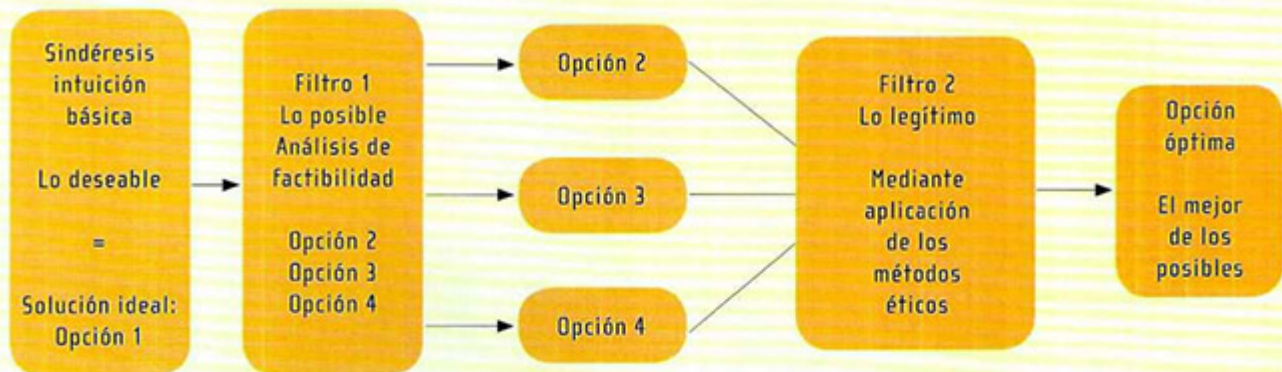 Sindéresis
intuición
básica
Lo deseable
=
Solución ideal:
Opción 1
Filtro 1
Lo posible
Análisis de
factibilidad
Opción 2
Opción 3
Opción 4
Opción 2
Opción 3
Opción 4
Filtro 2
Lo legítimo
Mediante
aplicación
de los
métodos
éticos
Opción
óptima
El mejor
de los
posibles